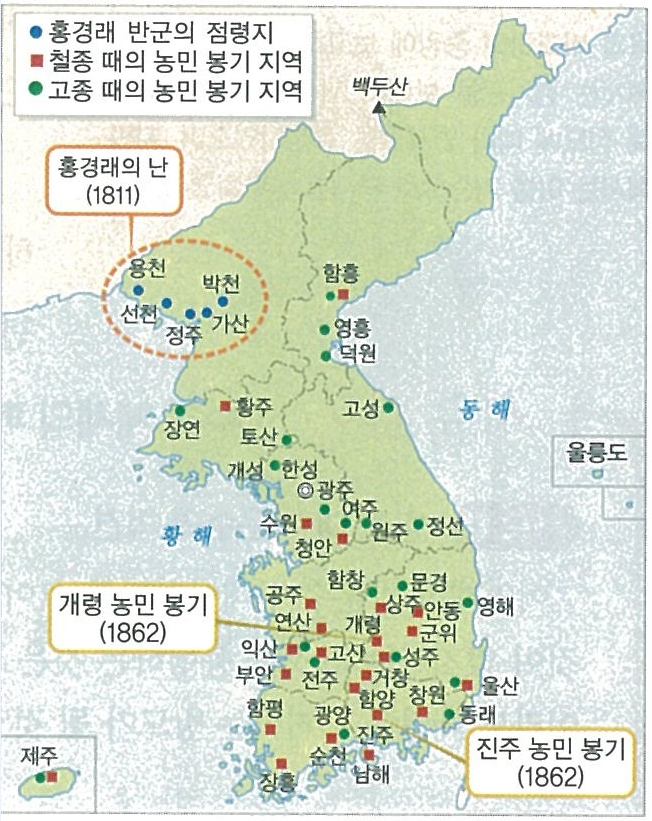 홍경래 반군의 점령지
철종 때의 농민 봉기 지역
고종 때의 농민 봉기 지역
백두산
홍경래의 난
(1811)
용천
박천
선천
가산
정주
함흥
영흥
덕원
황주
고성
동해
장연
토산
울릉도
개성
한성
광주
여주
수원
원주
정선
황해
청안
함창
문경
공주
상주
안동
영해
개령 농민 봉기
(1862)
연산
개령
군위
익산
고산
성주
부안
전주
거창
울산
함양
창원
함평
광양
동래
진주
진주 농민 봉기
(1862)
순천
남해
장흥
제주